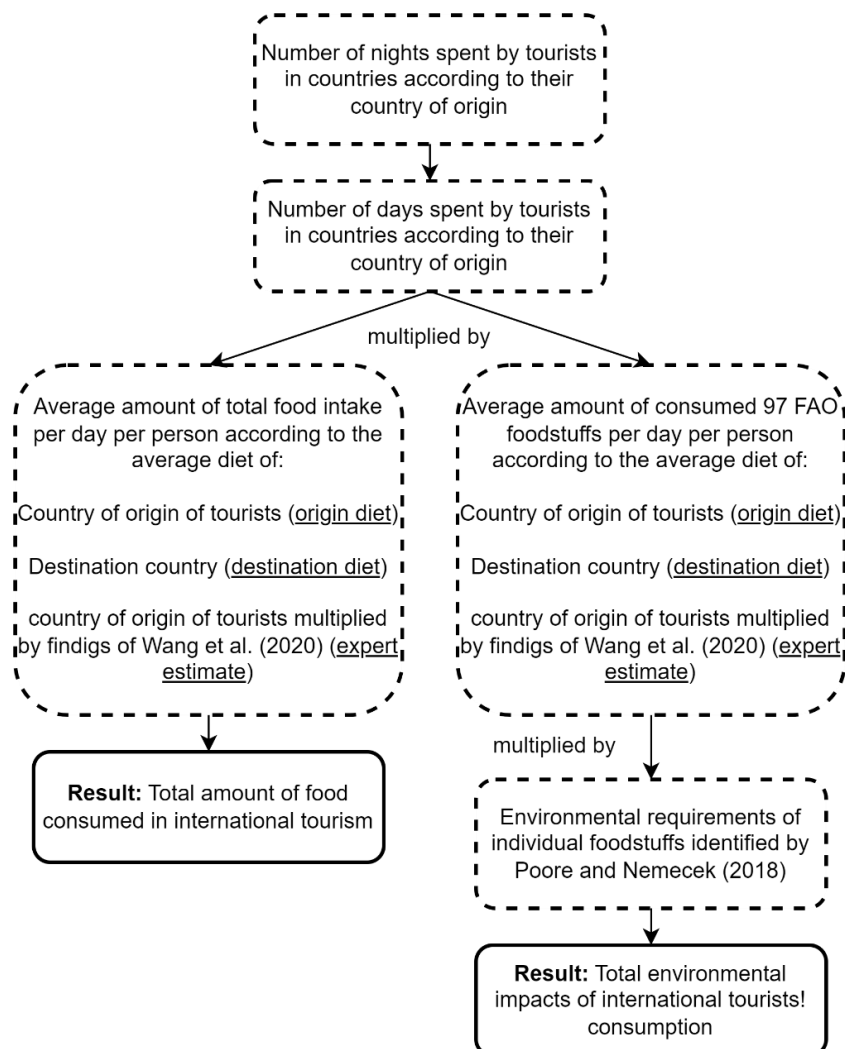 Number of nights spent by tourists
in countries according to their
country of origin
Number of days spent by tourists
in countries according to their
country of origin
multiplied by
Average amount of total food intake
per day per person according to the
average diet of:
Country of origin of tourists (origin diet)
Destination country (destination diet)
country of origin of tourists multiplied
by findigs of Wang et al. (2020) (expert
estimate)
Average amount of consumed 97 FAO
foodstuffs per day per person
according to the average diet of:
Country of origin of tourists (origin diet)
Destination country (destination diet)
country of origin of tourists multiplied
by findigs of Wang et al. (2020) (expert
estimate)
Result: Total amount of food
consumed in international tourism
multiplied by
Environmental requirements of
individual foodstuffs identified by
Poore and Nemecek (2018)
Result: Total environmental
impacts of international tourists!
consumption